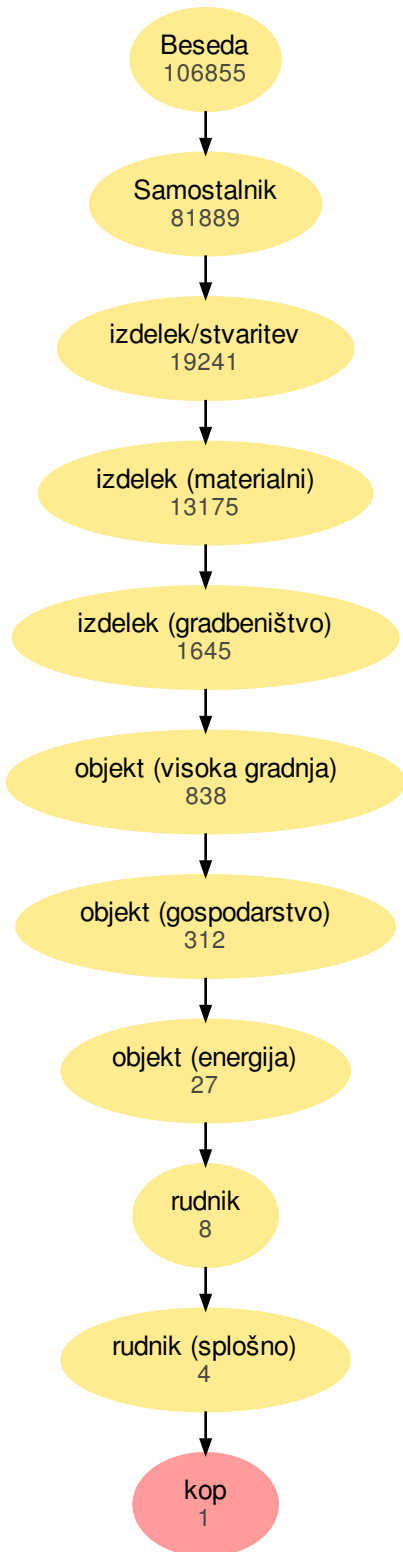 Beseda
106855
Samostalnik
81889
izdelek/stvaritev
19241
izdelek (materialni)
13175
izdelek (gradbeništvo)
1645
objekt (visoka gradnja)
838
objekt (gospodarstvo)
312
objekt (energija)
27
rudnik
8
rudnik (splošno)
4
kop
1